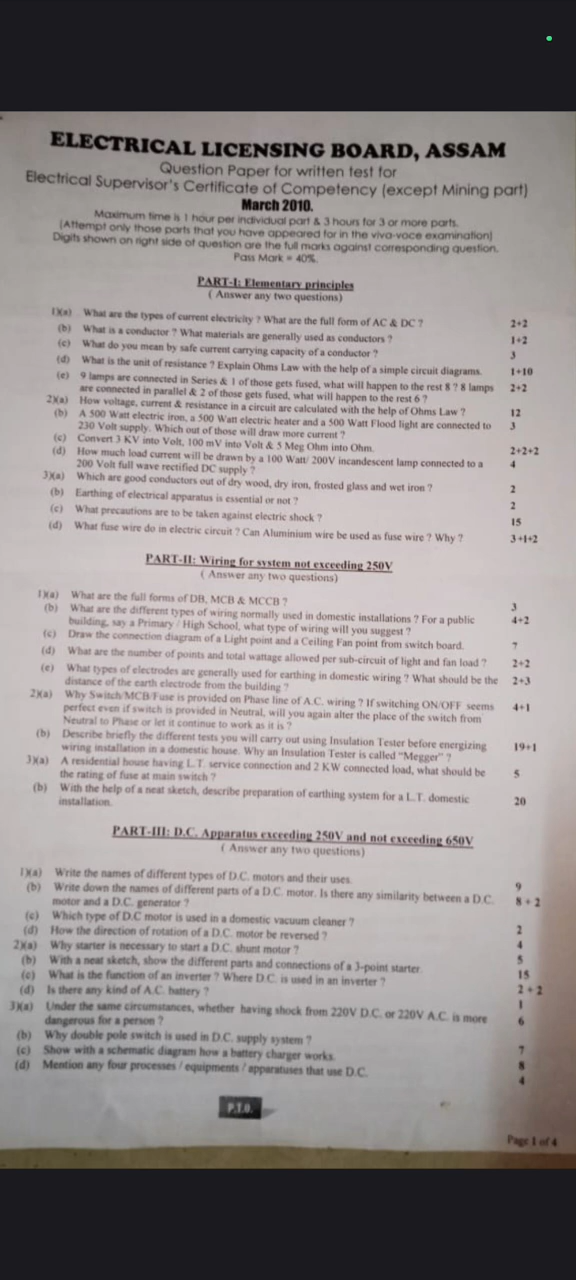 ELECTRICAL LICENSING BOARD, ASSAM
Question Paper for written test for
Electrical Supervisor's Certificate of Competency (except Mining part)
March 2010.
Maximum time is 1 hour per individual part & 3 hours for 3 or more parts.
(Attempt only those parts that you have appeared for in the viva-voce examination)
Digits shown on right side of question are the full marks against corresponding question.
Pass Mark = 40%.
PART-I: Elementary principles
( Answer any two questions)
1)(a) What are the types of current electricity ? What are the full form of AC & DC ? 2+2
(b) What is a conductor ? What materials are generally used as conductors ? 1+2
(c) What do you mean by safe current carrying capacity of a conductor ? 3
(d) What is the unit of resistance ? Explain Ohms Law with the help of a simple circuit diagrams. 1+10
(e) 9 lamps are connected in Series & 1 of those gets fused, what will happen to the rest 8 ? 8 lamps 2+2
are connected in parallel & 2 of those gets fused, what will happen to the rest 6 ?
2)(a) How voltage, current & resistance in a circuit are calculated with the help of Ohms Law ? 12
(b) A 500 Watt electric iron, a 500 Watt electric heater and a 500 Watt Flood light are connected to 3
230 Volt supply. Which out of those will draw more current ?
(c) Convert 3 KV into Volt, 100 mV into Volt & 5 Meg Ohm into Ohm. 2+2+2
(d) How much load current will be drawn by a 100 Watt/ 200V incandescent lamp connected to a 4
200 Volt full wave rectified DC supply ?
3)(a) Which are good conductors out of dry wood, dry iron, frosted glass and wet iron ? 2
(b) Earthing of electrical apparatus is essential or not ? 2
(c) What precautions are to be taken against electric shock ? 15
(d) What fuse wire do in electric circuit ? Can Aluminium wire be used as fuse wire ? Why ? 3+1+2
PART-II: Wiring for system not exceeding 250V
( Answer any two questions)
1)(a) What are the full forms of DB, MCB & MCCB ? 3
(b) What are the different types of wiring normally used in domestic installations ? For a public 4+2
building, say a Primary / High School, what type of wiring will you suggest ?
(c) Draw the connection diagram of a Light point and a Ceiling Fan point from switch board. 7
(d) What are the number of points and total wattage allowed per sub-circuit of light and fan load ? 2+2
(e) What types of electrodes are generally used for earthing in domestic wiring ? What should be the 2+3
distance of the earth electrode from the building ?
2)(a) Why Switch/MCB/Fuse is provided on Phase line of A.C. wiring ? If switching ON/OFF seems 4+1
perfect even if switch is provided in Neutral, will you again alter the place of the switch from
Neutral to Phase or let it continue to work as it is ?
(b) Describe briefly the different tests you will carry out using Insulation Tester before energizing 19+1
wiring installation in a domestic house. Why an Insulation Tester is called "Megger" ?
3)(a) A residential house having L.T. service connection and 2 KW connected load, what should be 5
the rating of fuse at main switch ?
(b) With the help of a neat sketch, describe preparation of earthing system for a L.T. domestic 20
installation.
PART-III: D.C. Apparatus exceeding 250V and not exceeding 650V
( Answer any two questions)
1)(a) Write the names of different types of D.C. motors and their uses. 9
(b) Write down the names of different parts of a D.C. motor. Is there any similarity between a D.C. 8 + 2
motor and a D.C. generator ?
(c) Which type of D.C motor is used in a domestic vacuum cleaner ? 2
(d) How the direction of rotation of a D.C. motor be reversed ? 4
2)(a) Why starter is necessary to start a D.C. shunt motor ? 5
(b) With a neat sketch, show the different parts and connections of a 3-point starter. 15
(c) What is the function of an inverter ? Where D.C. is used in an inverter ? 2 + 2
(d) Is there any kind of A.C. battery ? 1
3)(a) Under the same circumstances, whether having shock from 220V D.C. or 220V A.C. is more 6
dangerous for a person ?
(b) Why double pole switch is used in D.C. supply system ? 7
(c) Show with a schematic diagram how a battery charger works. 8
(d) Mention any four processes / equipments / apparatuses that use D.C. 4
P.T.O.
Page 1 of 4